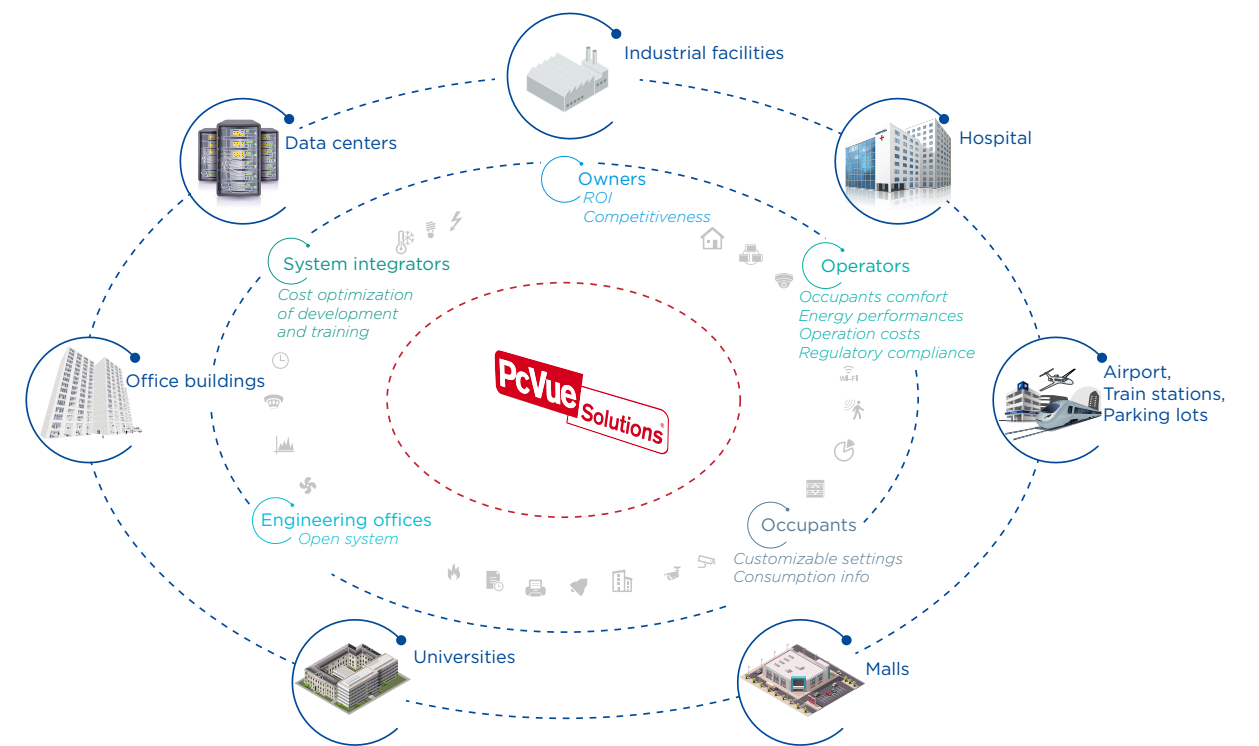 Industrial facilities
Data centers
Hospital
Owners
ROI
Competitiveness
System integrators
Cost optimization
of development
and training
Operators
Occupants comfort
Energy performances
Operation costs
Regulatory compliance
Wi-Fi
Office buildings
PcVue
Solutions®
Airport,
Train stations,
Parking lots
Engineering offices
Open system
Occupants
Customizable settings
Consumption info
Universities
Malls